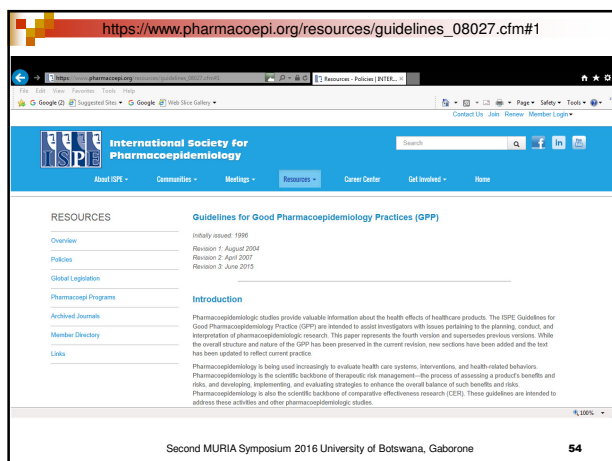 https://www.pharmacoepi.org/resources/guidelines_08027.cfm#1
https://www.pharmacoepi.org/resources/guidelines_08027.cfm#1
Resources - Policies | INTER...
File Edit View Favorites Tools Help
Google (2) Suggested Sites Google Web Slice Gallery
Page Safety Tools
Contact Us Join Renew Member Login
ISPE
International Society for
Pharmacoepidemiology
Search
About ISPE Communities Meetings Resources Career Center Get Involved Home
RESOURCES
Overview
Policies
Global Legislation
Pharmacoepi Programs
Archived Journals
Member Directory
Links
Guidelines for Good Pharmacoepidemiology Practices (GPP)
Initially issued: 1996
Revision 1: August 2004
Revision 2: April 2007
Revision 3: June 2015
Introduction
Pharmacoepidemiologic studies provide valuable information about the health effects of healthcare products. The ISPE Guidelines for
Good Pharmacoepidemiology Practice (GPP) are intended to assist investigators with issues pertaining to the planning, conduct, and
interpretation of pharmacoepidemiologic research. This paper represents the fourth version and supersedes previous versions. While
the overall structure and nature of the GPP has been preserved in the current revision, new sections have been added and the text
has been updated to reflect current practice.
Pharmacoepidemiology is being used increasingly to evaluate health care systems, interventions, and health-related behaviors.
Pharmacoepidemiology is the scientific backbone of therapeutic risk management—the process of assessing a product's benefits and
risks, and developing, implementing, and evaluating strategies to enhance the overall balance of such benefits and risks.
Pharmacoepidemiology is also the scientific backbone of comparative effectiveness research (CER). These guidelines are intended to
address these activities and other pharmacoepidemiologic studies.
100%
Second MURIA Symposium 2016 University of Botswana, Gaborone
54